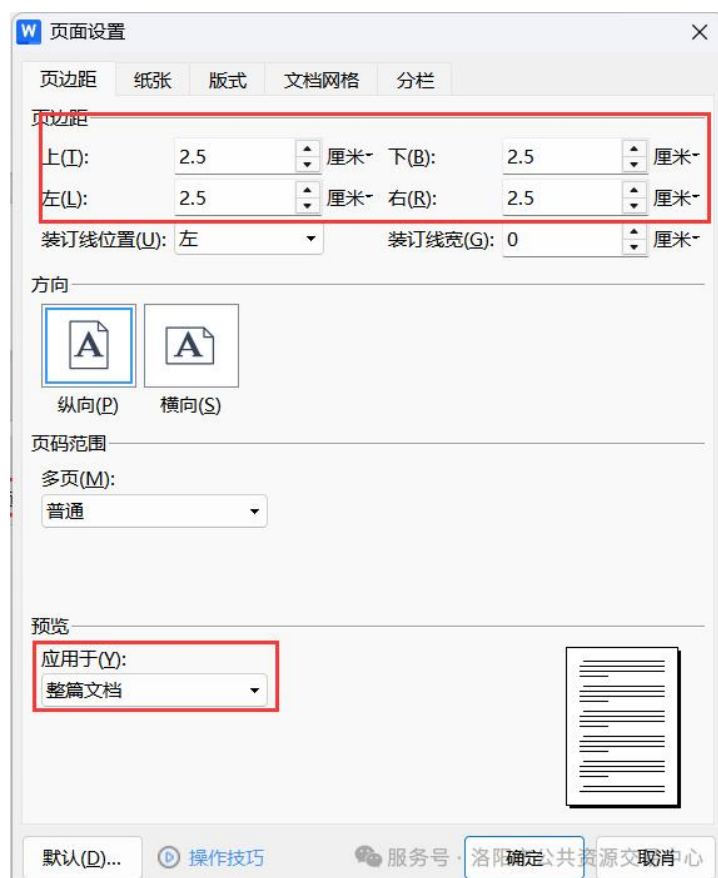 W 页面设置
页边距 纸张 版式 文档网格 分栏
页边距
上(T): 2.5 厘米 下(B): 2.5 厘米
左(L): 2.5 厘米 右(R): 2.5 厘米
装订线位置(U): 左 装订线宽(G): 0 厘米
方向
A A
纵向(P) 横向(S)
页码范围
多页(M):
普通
预览
应用于(Y):
整篇文档
默认(D)... 操作技巧 确定 取消
服务号 · 洛阳 公共资源交 中心